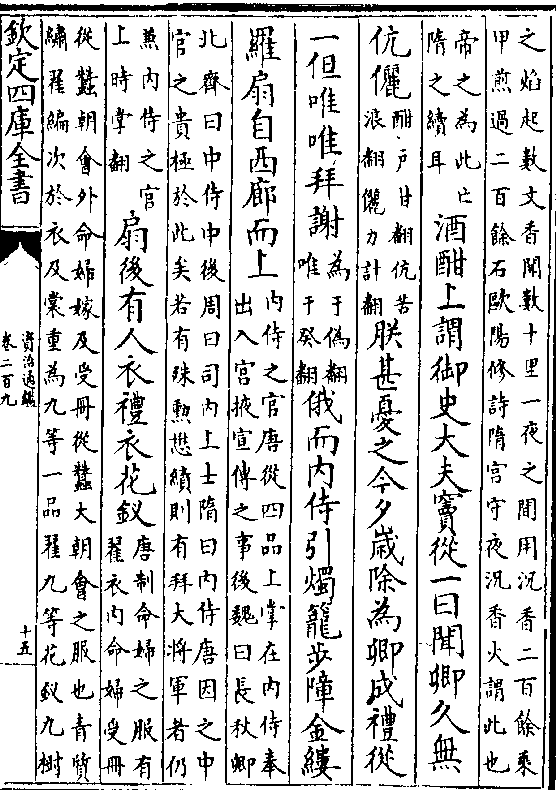 之焰起數丈香聞數十里一夜之間用沉香二百餘乘
甲煎過二百餘石歐陽修詩隋宮守夜沉香火謂此也
帝之為此亡
隋之續耳
酒酣上謂御史大夫竇從一曰聞卿久無
伉儷
酣戶甘翻伉苦
浪翻儷力計翻
朕甚憂之今夕歲除為卿成禮從
一但唯唯拜謝
為于偽翻
唯于癸翻
俄而內侍引燭籠步障金縷
羅扇自西廊而上
內侍之官唐從四品上掌在內侍奉
出入宮掖宣傳之事後魏曰長秋卿
北齊曰中侍中後周曰司內上士隋曰內侍唐因之中
官之貴極於此矣若有殊勲懋績則有拜大將軍者仍
兼內侍之官
上時掌翻
扇後有人衣禮衣花釵
唐制命婦之服有
翟衣內命婦受冊
從蠶朝會外命婦嫁及受冊從蠶大朝會之服也青質
繡翟編次於衣及裳重為九等一品翟九等花釵九樹
欽定四庫全書
資治通鑑
卷二百九
十五